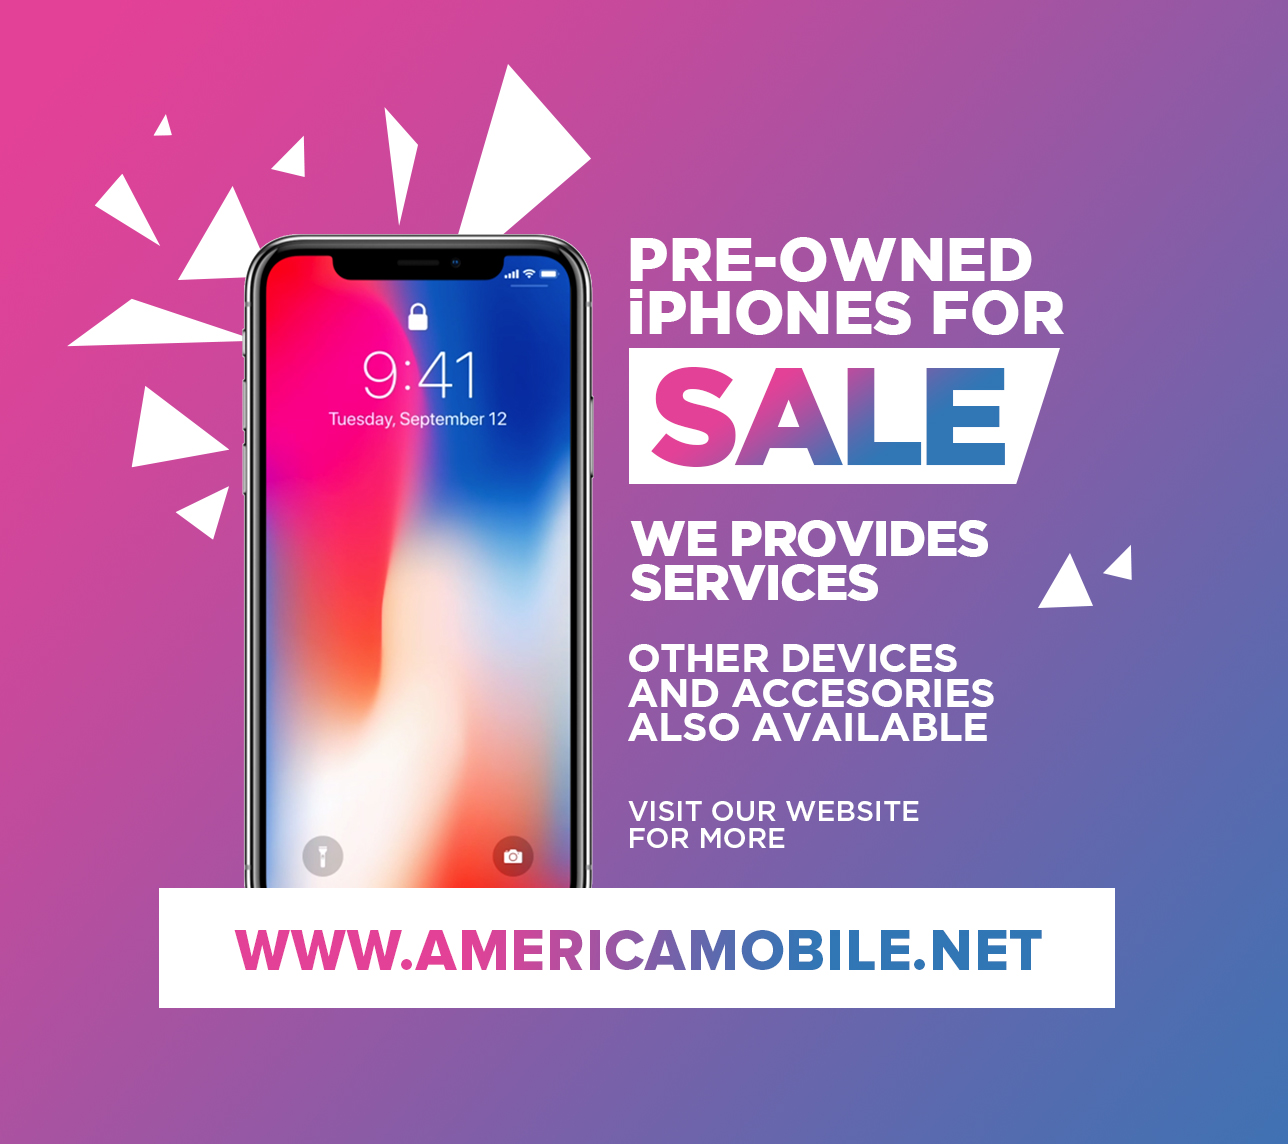 9:41
Tuesday, September 12
PRE-OWNED
iPHONES FOR
SALE
WE PROVIDES
SERVICES
OTHER DEVICES
AND ACCESORIES
ALSO AVAILABLE
VISIT OUR WEBSITE
FOR MORE
WWW.AMERICAMOBILE.NET